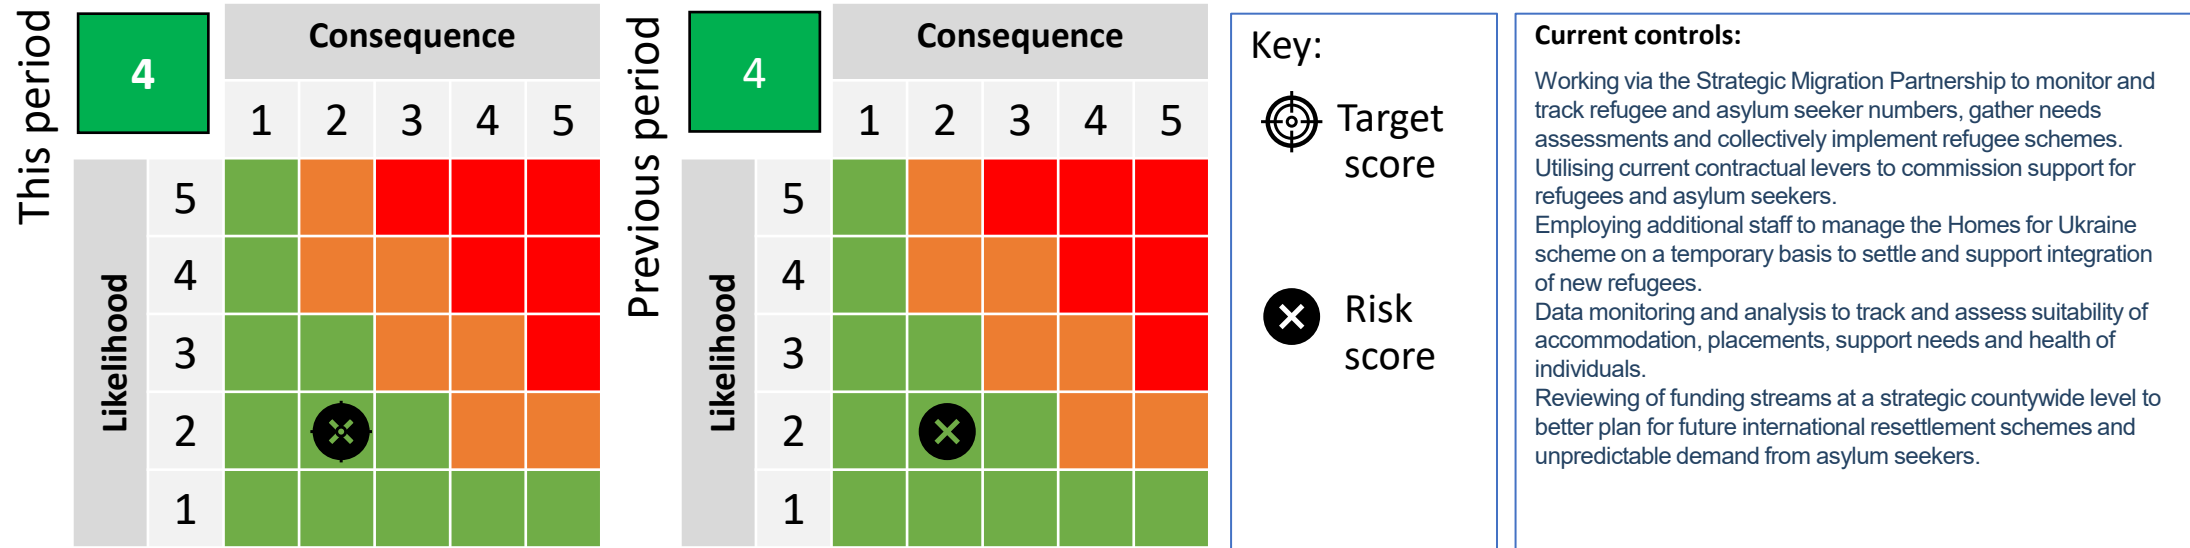 This period
4
Consequence
1 2 3 4 5
Likelihood
5
4
3
2
1
Previous period
4
Consequence
1 2 3 4 5
Likelihood
5
4
3
2
1
Key:
Target
score
Risk
score
Current controls:
Working via the Strategic Migration Partnership to monitor and
track refugee and asylum seeker numbers, gather needs
assessments and collectively implement refugee schemes.
Utilising current contractual levers to commission support for
refugees and asylum seekers.
Employing additional staff to manage the Homes for Ukraine
scheme on a temporary basis to settle and support integration
of new refugees.
Data monitoring and analysis to track and assess suitability of
accommodation, placements, support needs and health of
individuals.
Reviewing of funding streams at a strategic countywide level to
better plan for future international resettlement schemes and
unpredictable demand from asylum seekers.